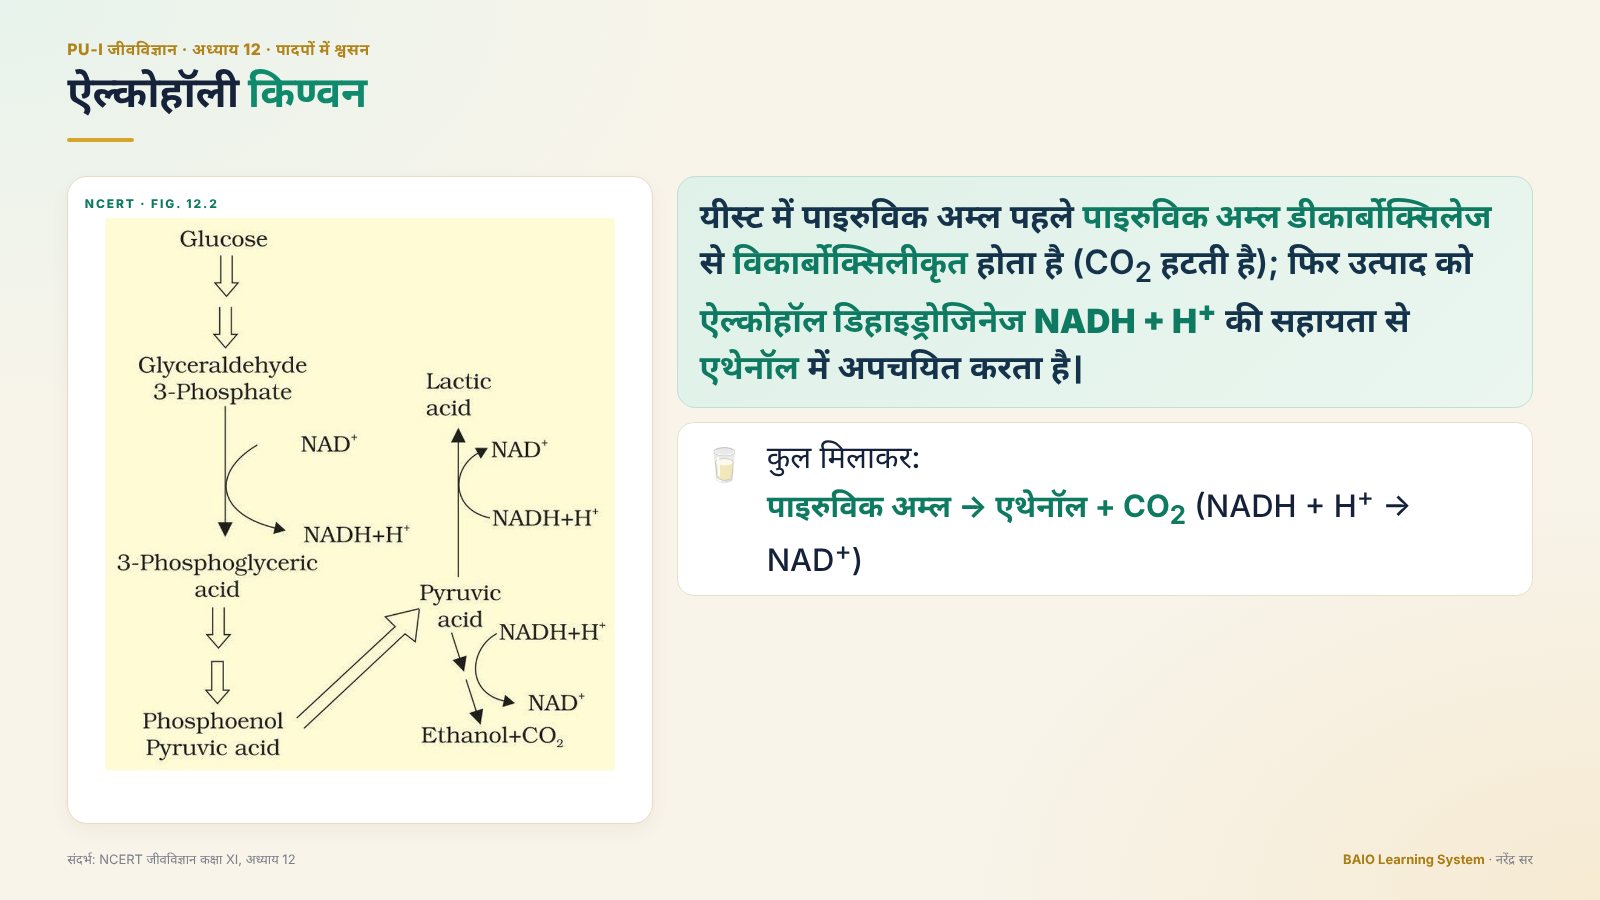 PU-I जीवविज्ञान · अध्याय 12 · पादपों में श्वसन
ऐल्कोहॉली किण्वन
NCERT · FIG. 12.2
Glucose
Glyceraldehyde
3-Phosphate
NAD⁺
NADH+H⁺
3-Phosphoglyceric
acid
Phosphoenol
Pyruvic acid
Lactic
acid
NAD⁺
NADH+H⁺
Pyruvic
acid
NADH+H⁺
NAD⁺
Ethanol+CO₂
यीस्ट में पाइरुविक अम्ल पहले पाइरुविक अम्ल डीकार्बोक्सिलेज
से विकार्बोक्सिलीकृत होता है (CO₂ हटती है); फिर उत्पाद को
ऐल्कोहॉल डिहाइड्रोजिनेज NADH + H⁺ की सहायता से
एथेनॉल में अपचयित करता है|
कुल मिलाकर:
पाइरुविक अम्ल → एथेनॉल + CO₂ (NADH + H⁺ →
NAD⁺)
संदर्भ: NCERT जीवविज्ञान कक्षा XI, अध्याय 12
BAIO Learning System · नरेंद्र सर